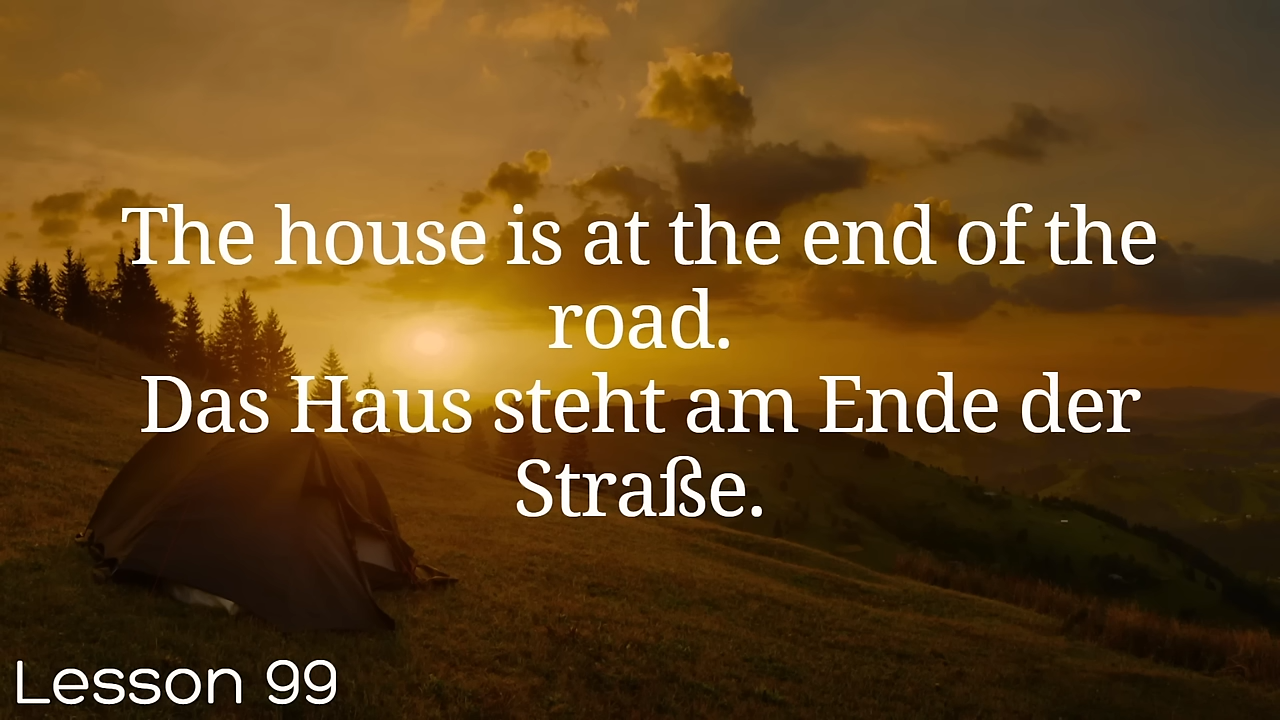 The house is at the end of the
road.
Das Haus steht am Ende der
Straße.
Lesson 99